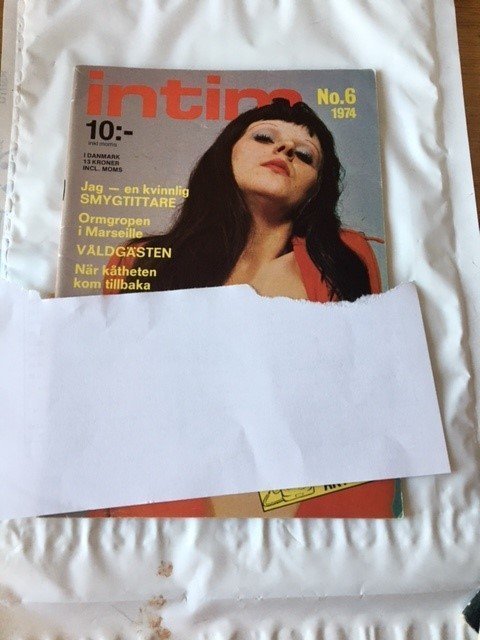 intim
No.6
1974
10:-
inkl moms
I DANMARK
13 KRONER
INCL. MOMS
Jag — en kvinnlig
SMYGTITTARE
Ormgropen
i Marseille
VÅLDGÄSTEN
När kåtheten
kom tillbaka